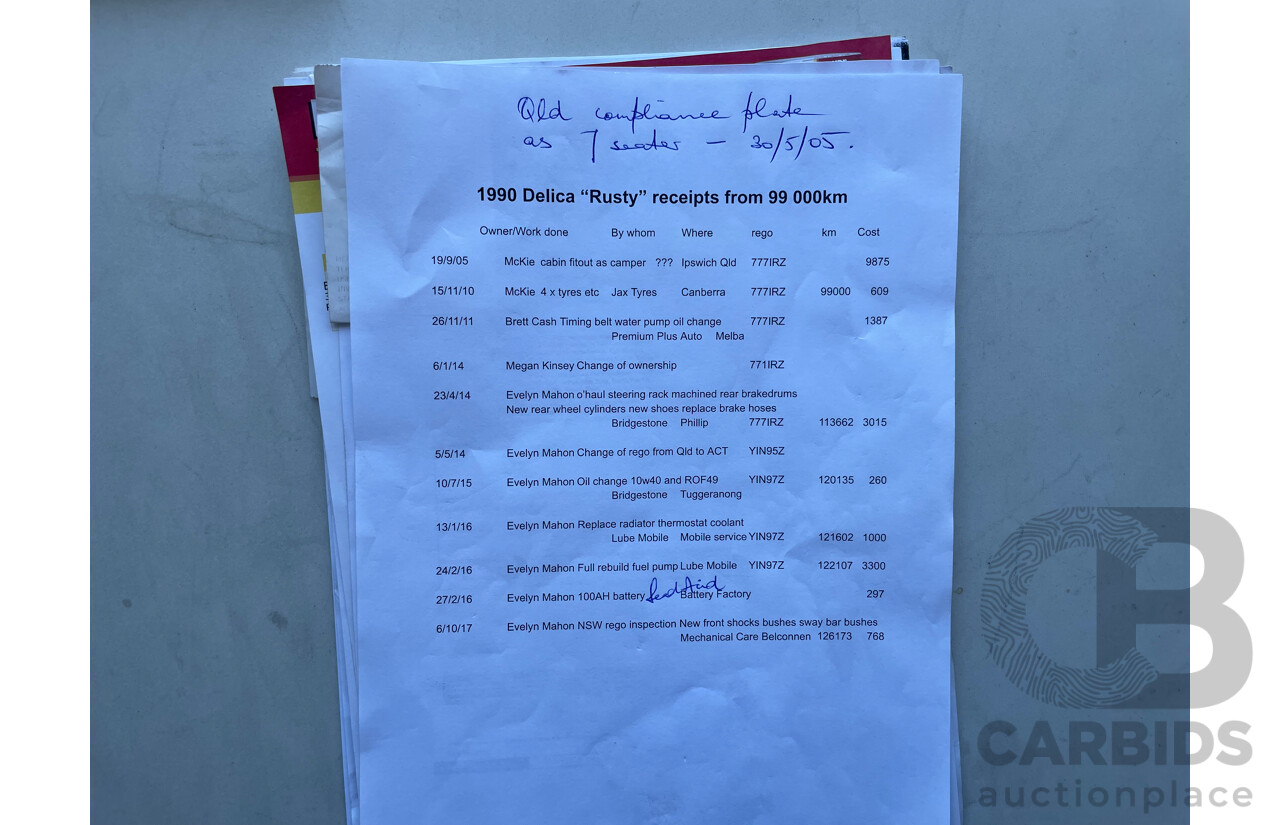 Qld compliance plate
as 7 seater - 30/5/05.
1990 Delica “Rusty” receipts from 99 000km
Owner/Work done By whom Where rego km Cost
19/9/05 McKie cabin fitout as camper ??? Ipswich Qld 777IRZ 9875
15/11/10 McKie 4 x tyres etc Jax Tyres Canberra 777IRZ 99000 609
26/11/11 Brett Cash Timing belt water pump oil change 777IRZ 1387
Premium Plus Auto Melba
6/1/14 Megan Kinsey Change of ownership 771IRZ
23/4/14 Evelyn Mahon o'haul steering rack machined rear brakedrums
New rear wheel cylinders new shoes replace brake hoses
Bridgestone Phillip 777IRZ 113662 3015
5/5/14 Evelyn Mahon Change of rego from Qld to ACT YIN95Z
10/7/15 Evelyn Mahon Oil change 10w40 and ROF49 YIN97Z 120135 260
Bridgestone Tuggeranong
13/1/16 Evelyn Mahon Replace radiator thermostat coolant
Lube Mobile Mobile service YIN97Z 121602 1000
24/2/16 Evelyn Mahon Full rebuild fuel pump Lube Mobile YIN97Z 122107 3300
27/2/16 Evelyn Mahon 100AH battery Battery Factory 297
6/10/17 Evelyn Mahon NSW rego inspection New front shocks bushes sway bar bushes
Mechanical Care Belconnen 126173 768
CARBIDS
auctionplace